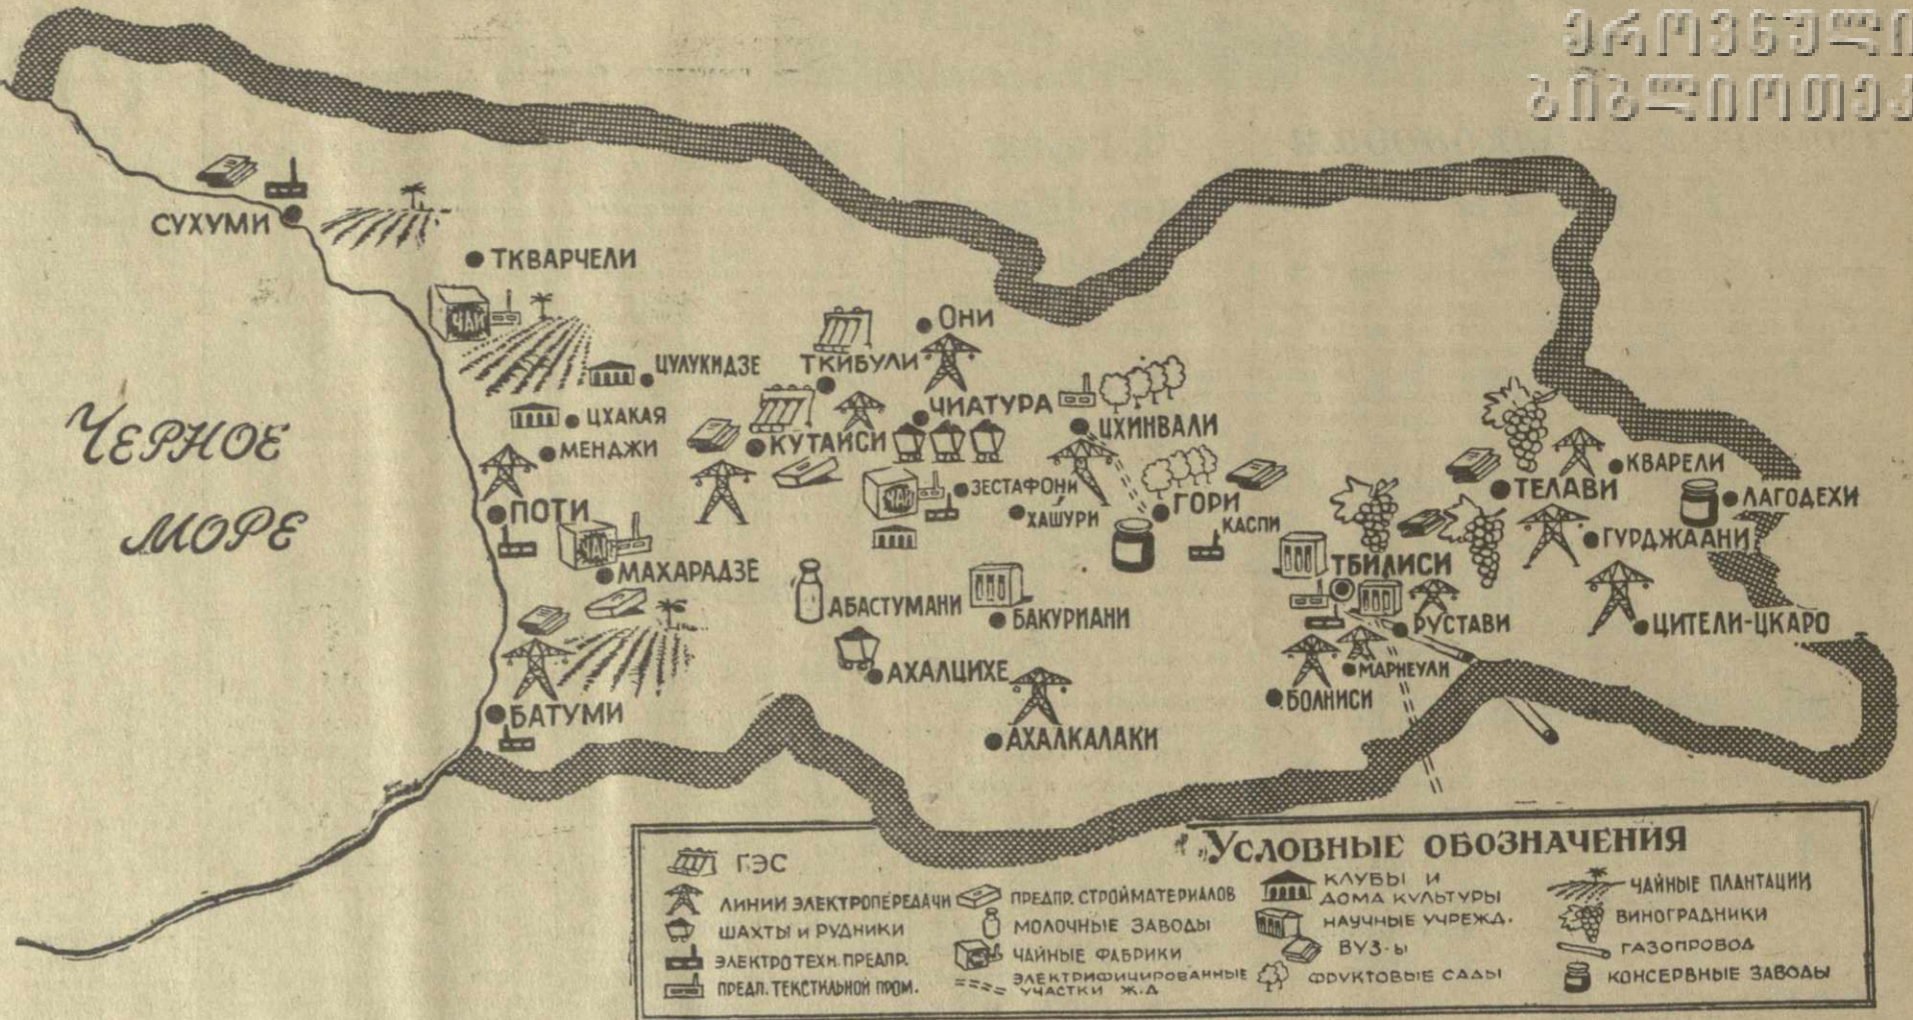 ეროვნული
ბიბლიოთეკა
СУХУМИ
ТКВАРЧЕЛИ
ЧАЙ
ОНИ
ЦУЛУКИДЗЕ
ТКИБУЛИ
ЧЕРНОЕ
МОРЕ
ЦХАКАЯ
ЧИАТУРА
ЦХИНВАЛИ
МЕНДЖИ
КУТАИСИ
КВАРЕЛИ
ЧАЙ
ЗЕСТАФОНИ
ТЕЛАВИ
ЛАГОДЕХИ
ПОТИ
ХАШУРИ
ГОРИ
КАСПИ
ГУРДЖААНИ
ЧАЙ
МАХАРАДЗЕ
ТБИЛИСИ
АБАСТУМАНИ
БАКУРИАНИ
РУСТАВИ
ЦИТЕЛИ-ЦКАРО
АХАЛЦИХЕ
МАРНЕУЛИ
БОЛНИСИ
БАТУМИ
АХАЛКАЛАКИ
УСЛОВНЫЕ ОБОЗНАЧЕНИЯ
ГЭС
ЛИНИИ ЭЛЕКТРОПЕРЕДАЧИ
ШАХТЫ И РУДНИКИ
ЭЛЕКТРОТЕХН. ПРЕДПР.
ПРЕДП. ТЕКСТИЛЬНОЙ ПРОМ.
ПРЕДПР. СТРОЙМАТЕРИАЛОВ
МОЛОЧНЫЕ ЗАВОДЫ
ЧАЙНЫЕ ФАБРИКИ
ЭЛЕКТРИФИЦИРОВАННЫЕ
УЧАСТКИ Ж.Д
КЛУБЫ И
ДОМА КУЛЬТУРЫ
НАУЧНЫЕ УЧРЕЖД.
ВУЗ-Ы
ФРУКТОВЫЕ САДЫ
ЧАЙНЫЕ ПЛАНТАЦИИ
ВИНОГРАДНИКИ
ГАЗОПРОВОД
КОНСЕРВНЫЕ ЗАВОДЫ